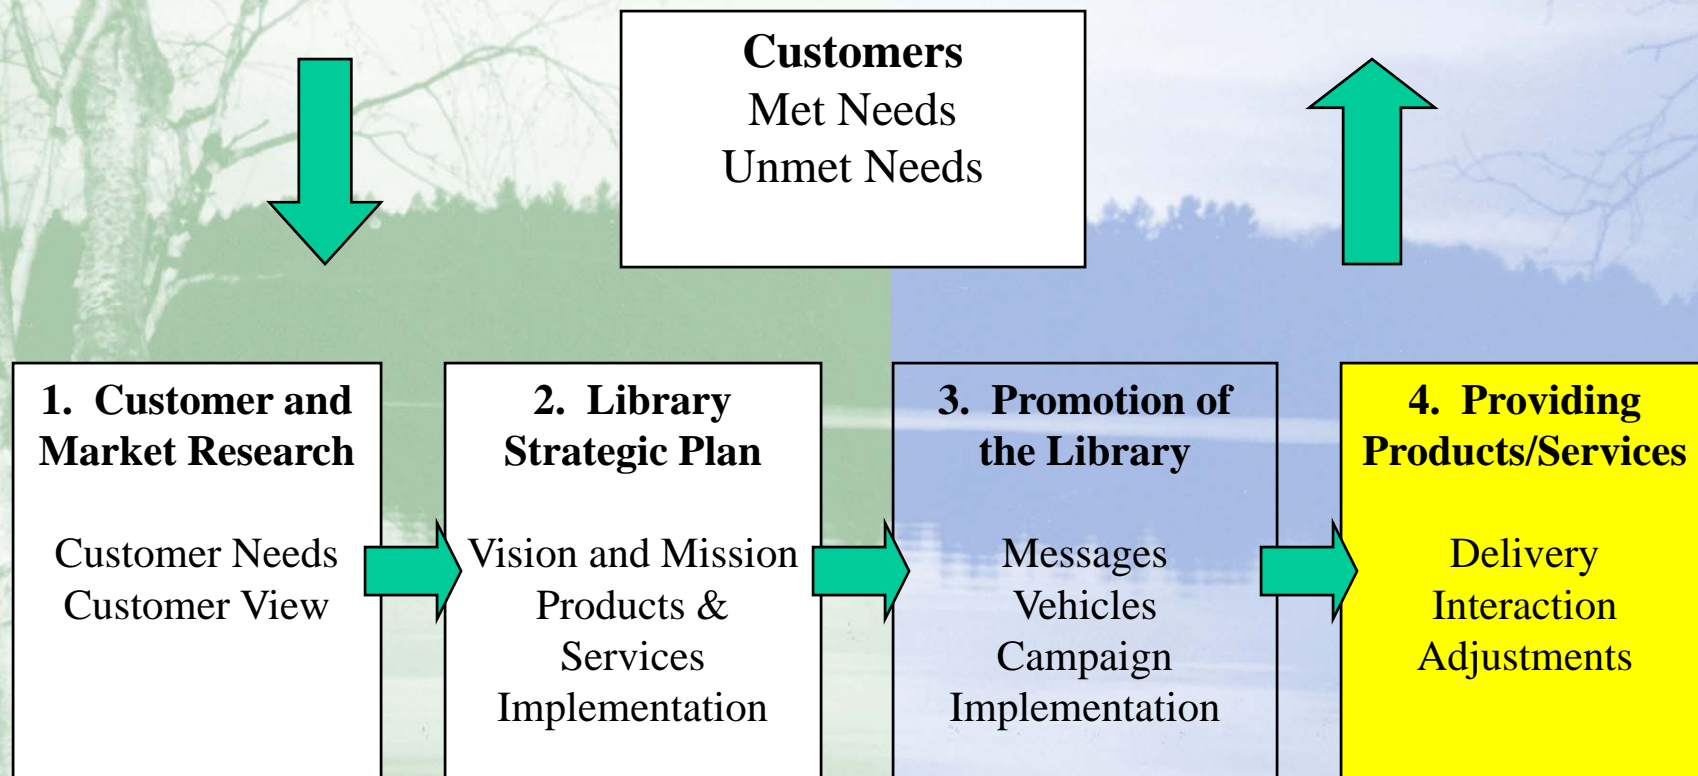 Customers
Met Needs
Unmet Needs
1. Customer and
Market Research
Customer Needs
Customer View
2. Library
Strategic Plan
Vision and Mission
Products &
Services
Implementation
3. Promotion of
the Library
Messages
Vehicles
Campaign
Implementation
4. Providing
Products/Services
Delivery
Interaction
Adjustments